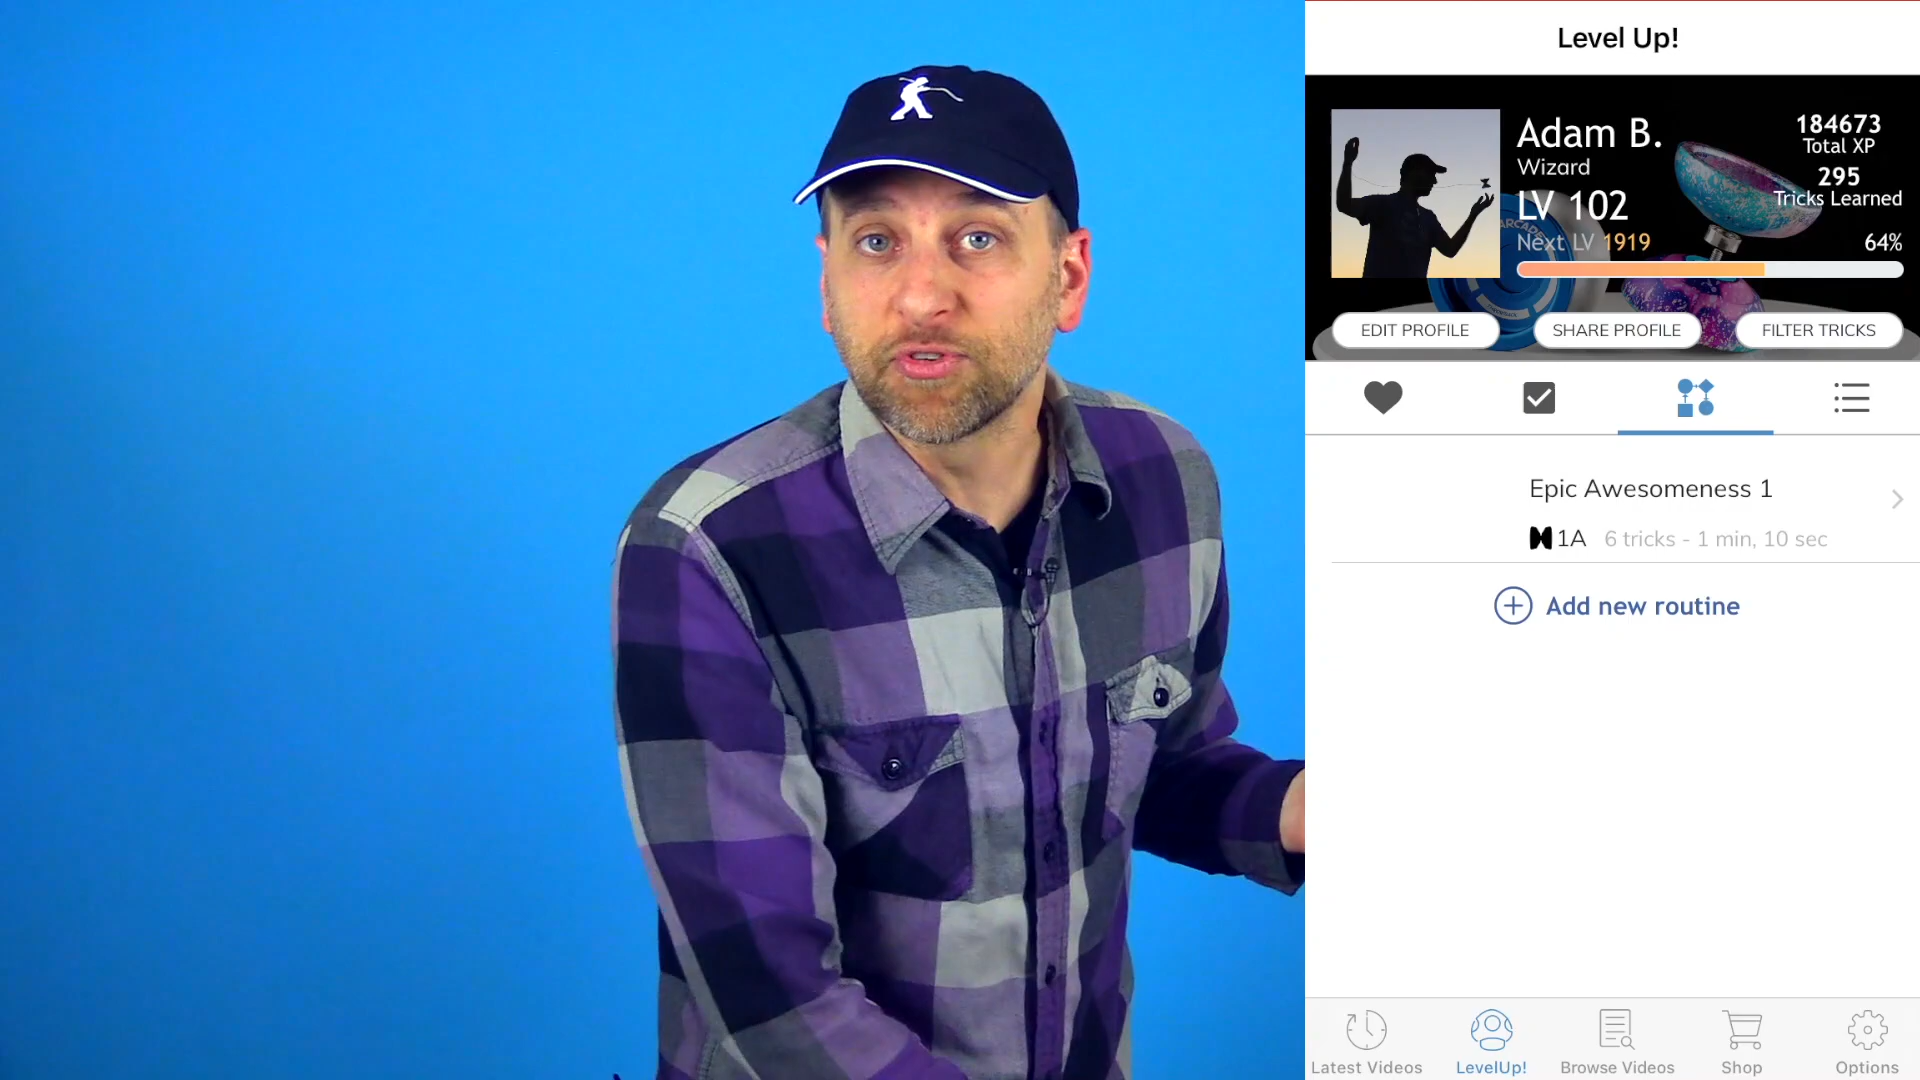 Level Up!
Adam B.
Wizard
LV 102
Next LV 1919
184673
Total XP
295
Tricks Learned
64%
ARCADE
EDIT PROFILE
SHARE PROFILE
FILTER TRICKS
Epic Awesomeness 1
1A 6 tricks - 1 min, 10 sec
Add new routine
Latest Videos
LevelUp!
Browse Videos
Shop
Options